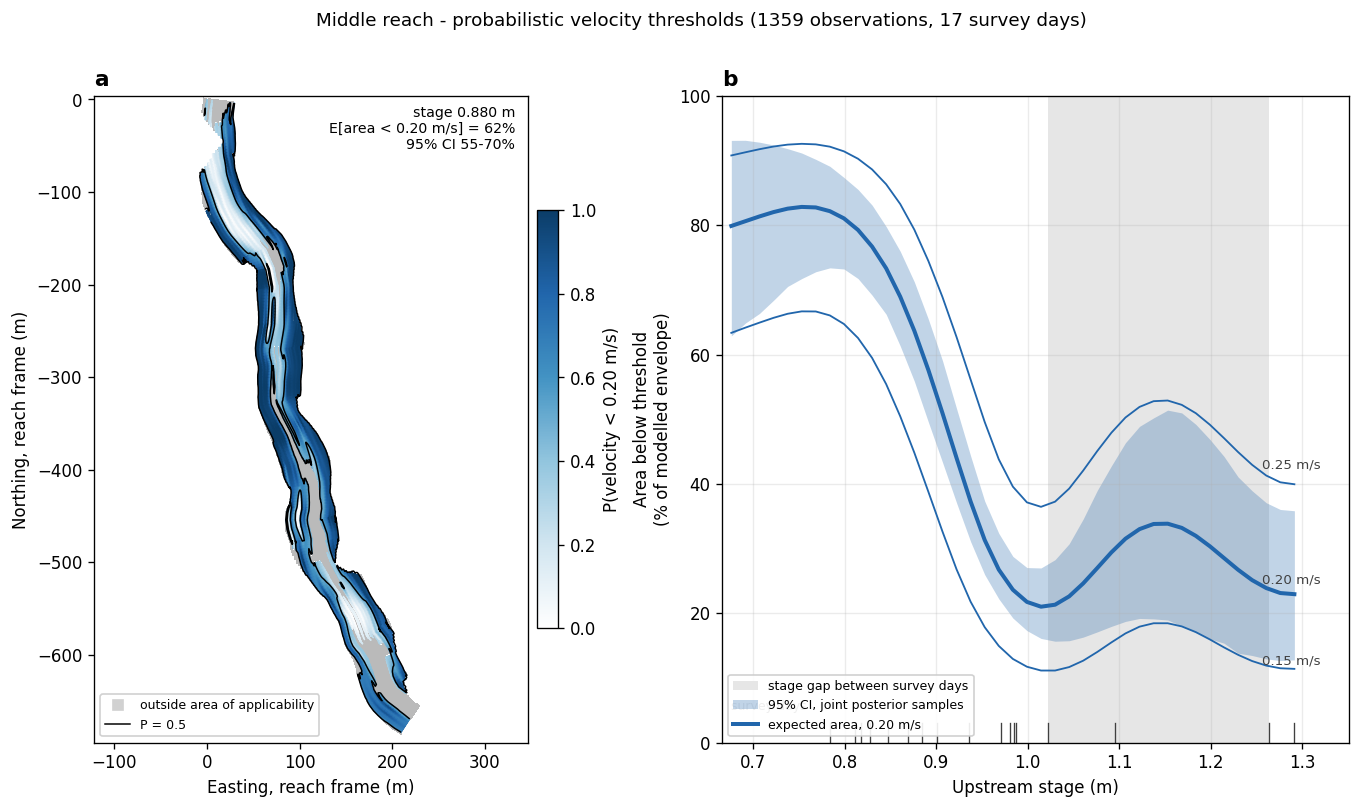 Middle reach - probabilistic velocity thresholds (1359 observations, 17 survey days)
a
stage 0.880 m
E[area < 0.20 m/s] = 62%
95% CI 55-70%
0
−100
−200
−300
−400
−500
−600
Northing, reach frame (m)
−100
0
100
200
300
Easting, reach frame (m)
outside area of applicability
P = 0.5
1.0
0.8
0.6
0.4
0.2
0.0
P(velocity < 0.20 m/s)
b
100
80
60
40
20
0
Area below threshold
(% of modelled envelope)
0.25 m/s
0.20 m/s
0.15 m/s
stage gap between survey days
95% CI, joint posterior samples
expected area, 0.20 m/s
0.7
0.8
0.9
1.0
1.1
1.2
1.3
Upstream stage (m)